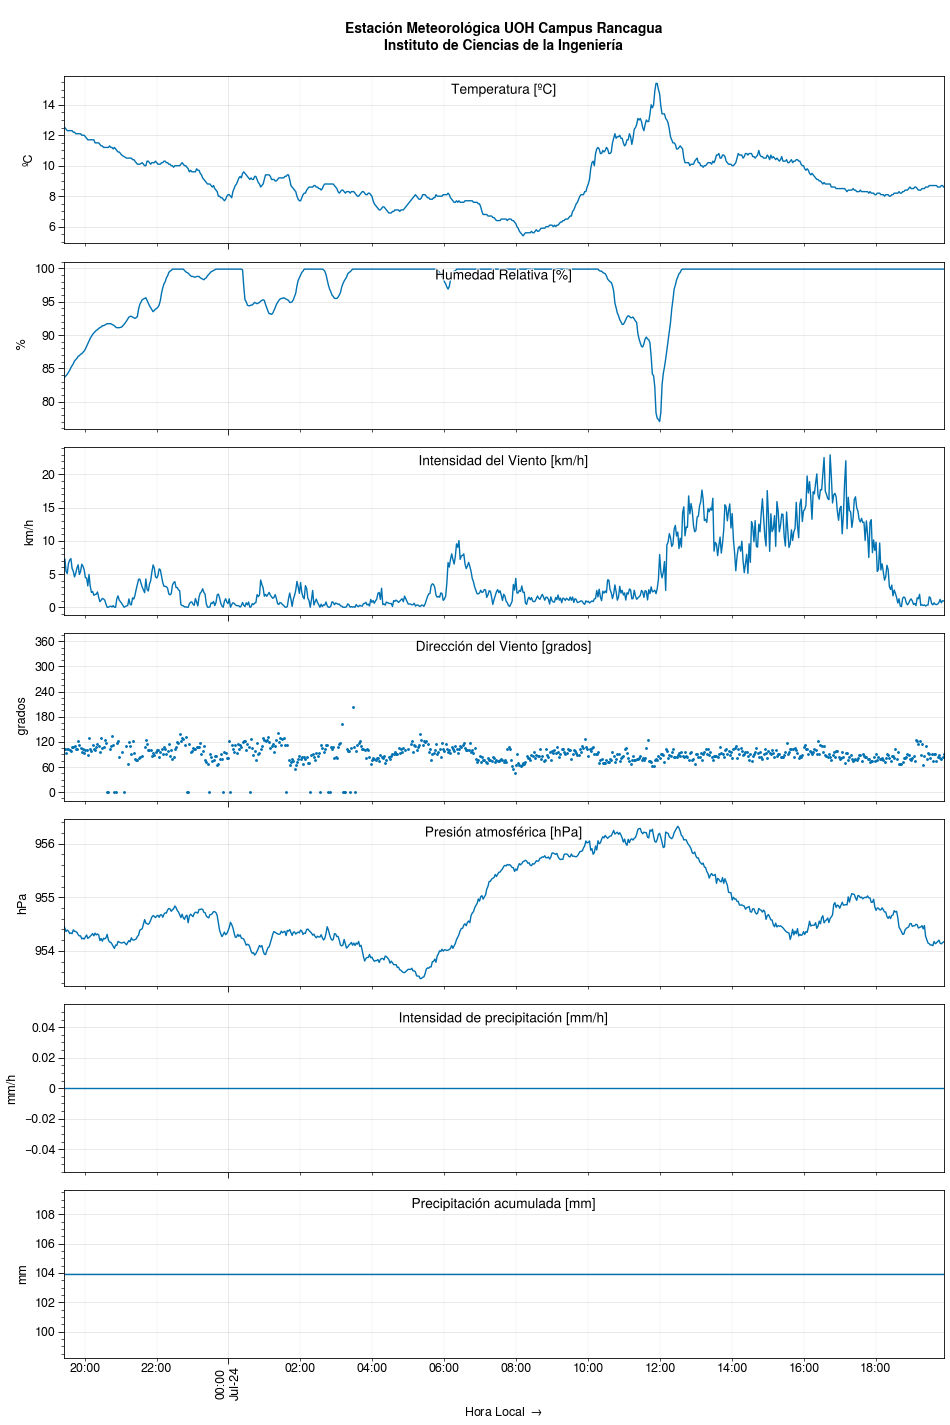 Estación Meteorológica UOH Campus Rancagua
Instituto de Ciencias de la Ingeniería
Temperatura [ºC]
ºC
14
12
10
8
6
Humedad Relativa [%]
%
100
95
90
85
80
Intensidad del Viento [km/h]
km/h
20
15
10
5
0
Dirección del Viento [grados]
grados
360
300
240
180
120
60
0
Presión atmosférica [hPa]
hPa
956
955
954
Intensidad de precipitación [mm/h]
mm/h
0.04
0.02
0
−0.02
−0.04
Precipitación acumulada [mm]
mm
108
106
104
102
100
20:00 22:00 00:00 02:00 04:00 06:00 08:00 10:00 12:00 14:00 16:00 18:00
Jul-24
Hora Local →